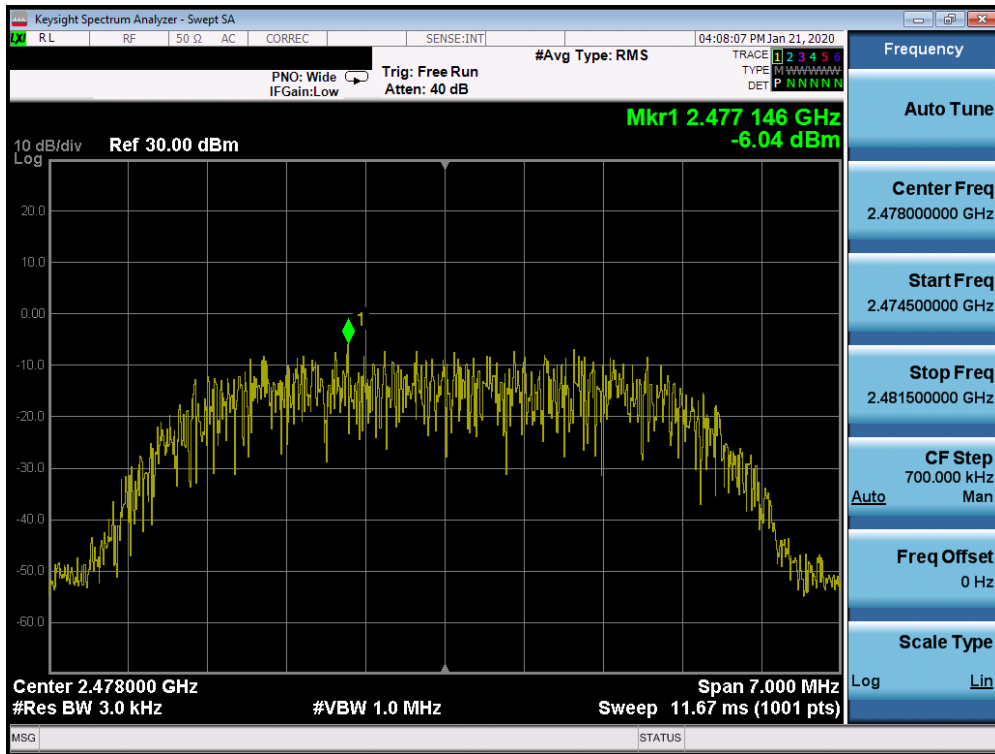 Keysight Spectrum Analyzer - Swept SA
LXI RL RF 50 Ω AC CORREC SENSE:INT 04:08:07 PM Jan 21, 2020
PNO: Wide
IFGain:Low
Trig: Free Run
Atten: 40 dB
#Avg Type: RMS
TRACE 1 2 3 4 5 6
TYPE M WWWWW
DET P N N N N N
Mkr1 2.477 146 GHz
-6.04 dBm
10 dB/div
Log
Ref 30.00 dBm
20.0
10.0
0.00
-10.0
-20.0
-30.0
-40.0
-50.0
-60.0
1
Center 2.478000 GHz
Span 7.000 MHz
#Res BW 3.0 kHz
#VBW 1.0 MHz
Sweep 11.67 ms (1001 pts)
MSG
STATUS
Frequency
Auto Tune
Center Freq
2.478000000 GHz
Start Freq
2.474500000 GHz
Stop Freq
2.481500000 GHz
CF Step
700.000 kHz
Auto Man
Freq Offset
0 Hz
Scale Type
Log Lin